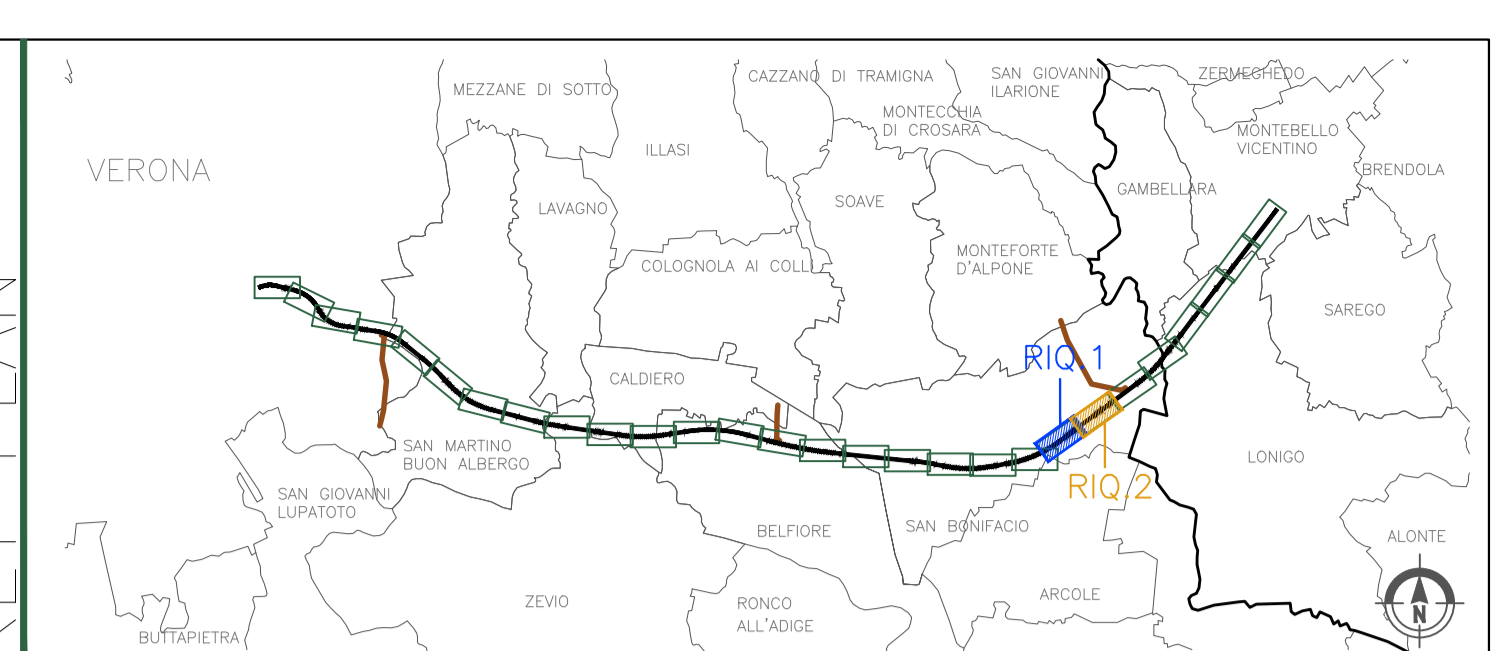 MEZZANE DI SOTTO
CAZZANO DI TRAMIGNA
SAN GIOVANNI
ILARIONE
ZERMEGHEDO
MONTECCHIA
DI CROSARA
MONTEBELLO
VICENTINO
VERONA
ILLASI
BRENDOLA
GAMBELLARA
LAVAGNO
SOAVE
MONTEFORTE
D'ALPONE
COLOGNOLA AI COLLI
SAREGO
RIQ.1
CALDIERO
SAN MARTINO
BUON ALBERGO
LONIGO
RIQ.2
SAN GIOVANNI
LUPATOTO
BELFIORE
SAN BONIFACIO
ALONTE
ZEVIO
RONCO
ALL'ADIGE
ARCOLE
N
BUTTAPIETRA